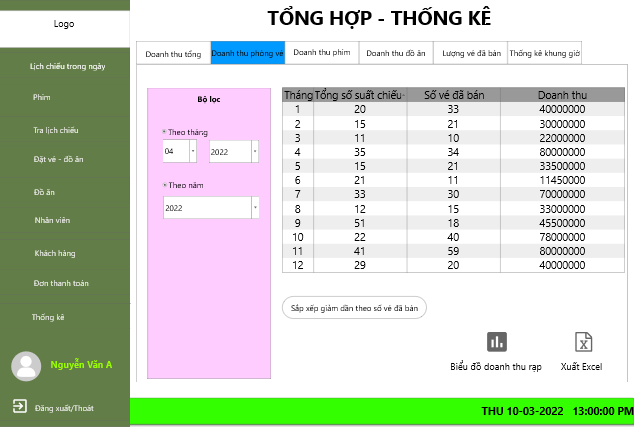 Logo
Lịch chiếu trong ngày
Phim
Tra lịch chiếu
Đặt vé - đồ ăn
Đồ ăn
Nhân viên
Khách hàng
Đơn thanh toán
Thống kê
Nguyễn Văn A
Đăng xuất/Thoát
TỔNG HỢP - THỐNG KÊ
Doanh thu tổng Doanh thu phòng vé Doanh thu phim Doanh thu đồ ăn Lượng vé đã bán Thống kê khung giờ
Bộ lọc
Theo tháng
04 2022
Theo năm
2022
Tháng Tổng số suất chiếu Số vé đã bán Doanh thu
1 20 33 40000000
2 15 21 30000000
3 11 10 22000000
4 35 34 80000000
5 15 21 33500000
6 21 11 11450000
7 33 30 70000000
8 12 15 33000000
9 51 18 45500000
10 22 40 78000000
11 41 59 80000000
12 29 20 40000000
Sắp xếp giảm dần theo số vé đã bán
Biểu đồ doanh thu rạp
Xuất Excel
THU 10-03-2022 13:00:00 PM